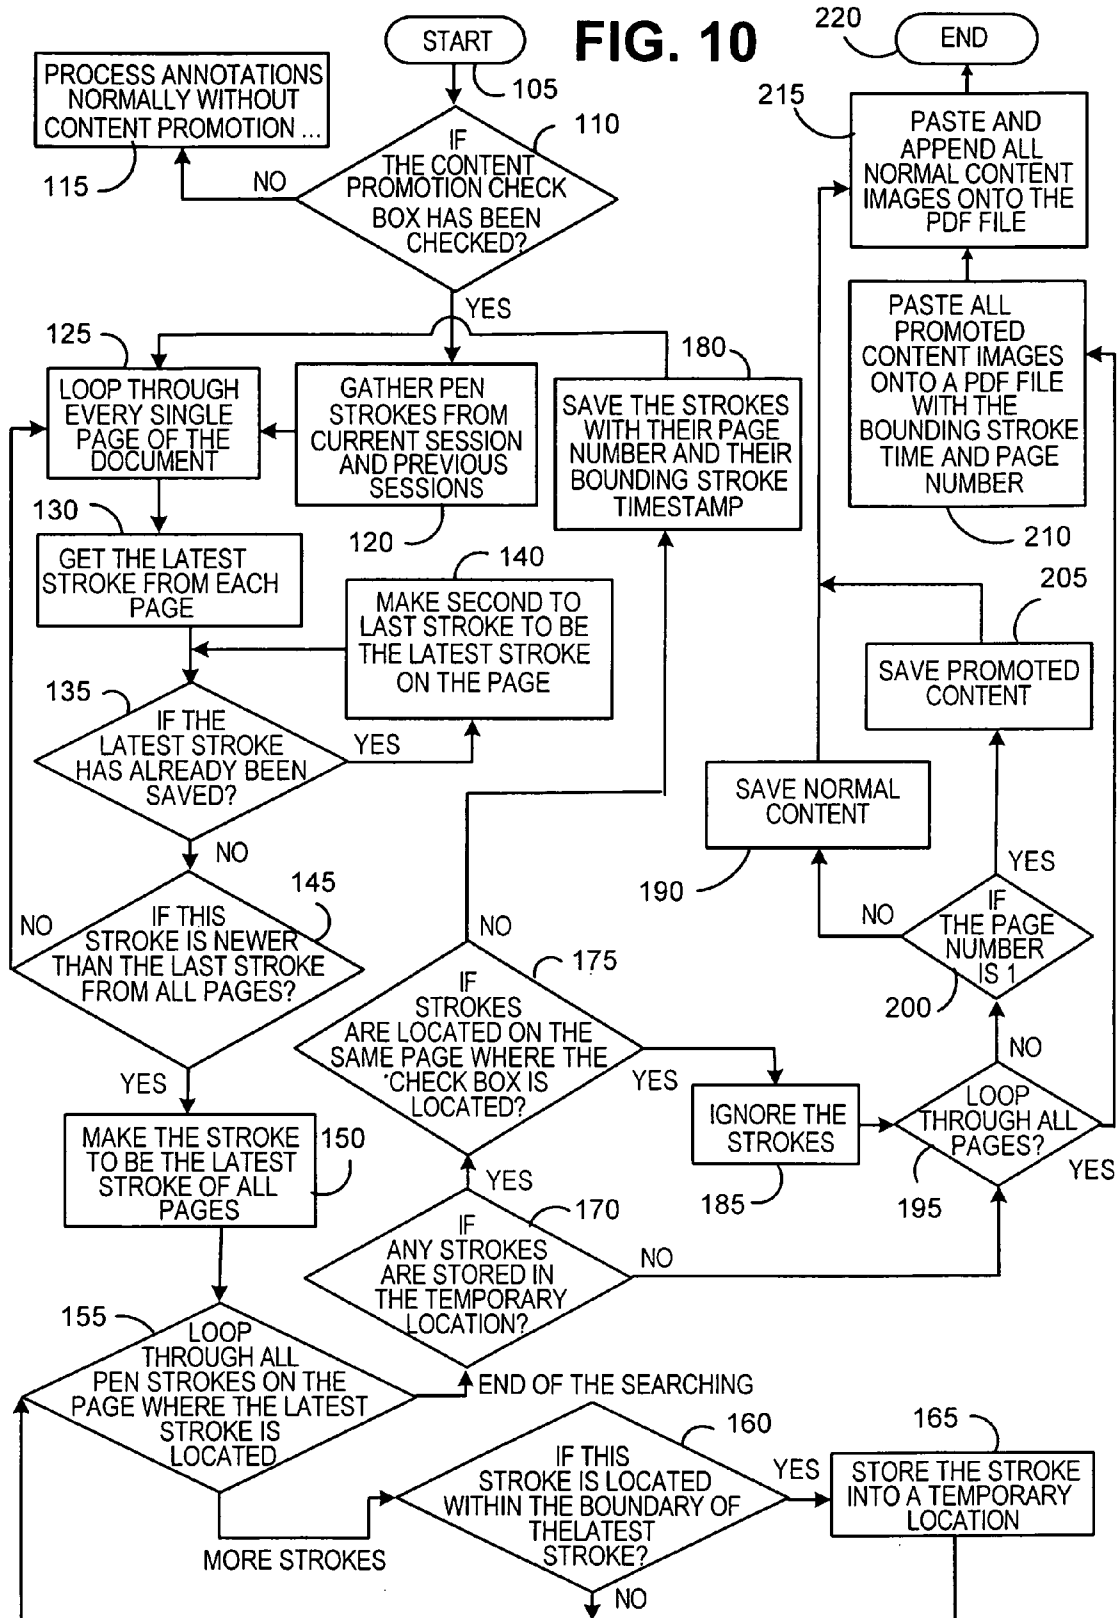 START
FIG. 10
220
END
105
PROCESS ANNOTATIONS
NORMALLY WITHOUT
CONTENT PROMOTION ...
115
110
IF
THE CONTENT
PROMOTION CHECK
BOX HAS BEEN
CHECKED?
NO
YES
215
PASTE AND
APPEND ALL
NORMAL CONTENT
IMAGES ONTO THE
PDF FILE
125
LOOP THROUGH
EVERY SINGLE
PAGE OF THE
DOCUMENT
GATHER PEN
STROKES FROM
CURRENT SESSION
AND PREVIOUS
SESSIONS
120
180
SAVE THE STROKES
WITH THEIR PAGE
NUMBER AND THEIR
BOUNDING STROKE
TIMESTAMP
PASTE ALL
PROMOTED
CONTENT IMAGES
ONTO A PDF FILE
WITH THE
BOUNDING STROKE
TIME AND PAGE
NUMBER
210
130
GET THE LATEST
STROKE FROM EACH
PAGE
140
MAKE SECOND TO
LAST STROKE TO BE
THE LATEST STROKE
ON THE PAGE
205
SAVE PROMOTED
CONTENT
135
IF THE
LATEST STROKE
HAS ALREADY BEEN
SAVED?
YES
NO
SAVE NORMAL
CONTENT
190
145
IF THIS
STROKE IS NEWER
THAN THE LAST STROKE
FROM ALL PAGES?
NO
YES
NO
YES
IF
THE PAGE
NUMBER
IS 1
200
NO
175
IF
STROKES
ARE LOCATED ON THE
SAME PAGE WHERE THE
CHECK BOX IS
LOCATED?
NO
YES
IGNORE THE
STROKES
185
LOOP
THROUGH ALL
PAGES?
195
YES
MAKE THE STROKE
TO BE THE LATEST
STROKE OF ALL
PAGES
150
YES
170
IF
ANY STROKES
ARE STORED IN
THE TEMPORARY
LOCATION?
NO
155
LOOP
THROUGH ALL
PEN STROKES ON THE
PAGE WHERE THE LATEST
STROKE IS
LOCATED
END OF THE SEARCHING
MORE STROKES
160
IF THIS
STROKE IS LOCATED
WITHIN THE BOUNDARY OF
THELATEST
STROKE?
YES
NO
165
STORE THE STROKE
INTO A TEMPORARY
LOCATION